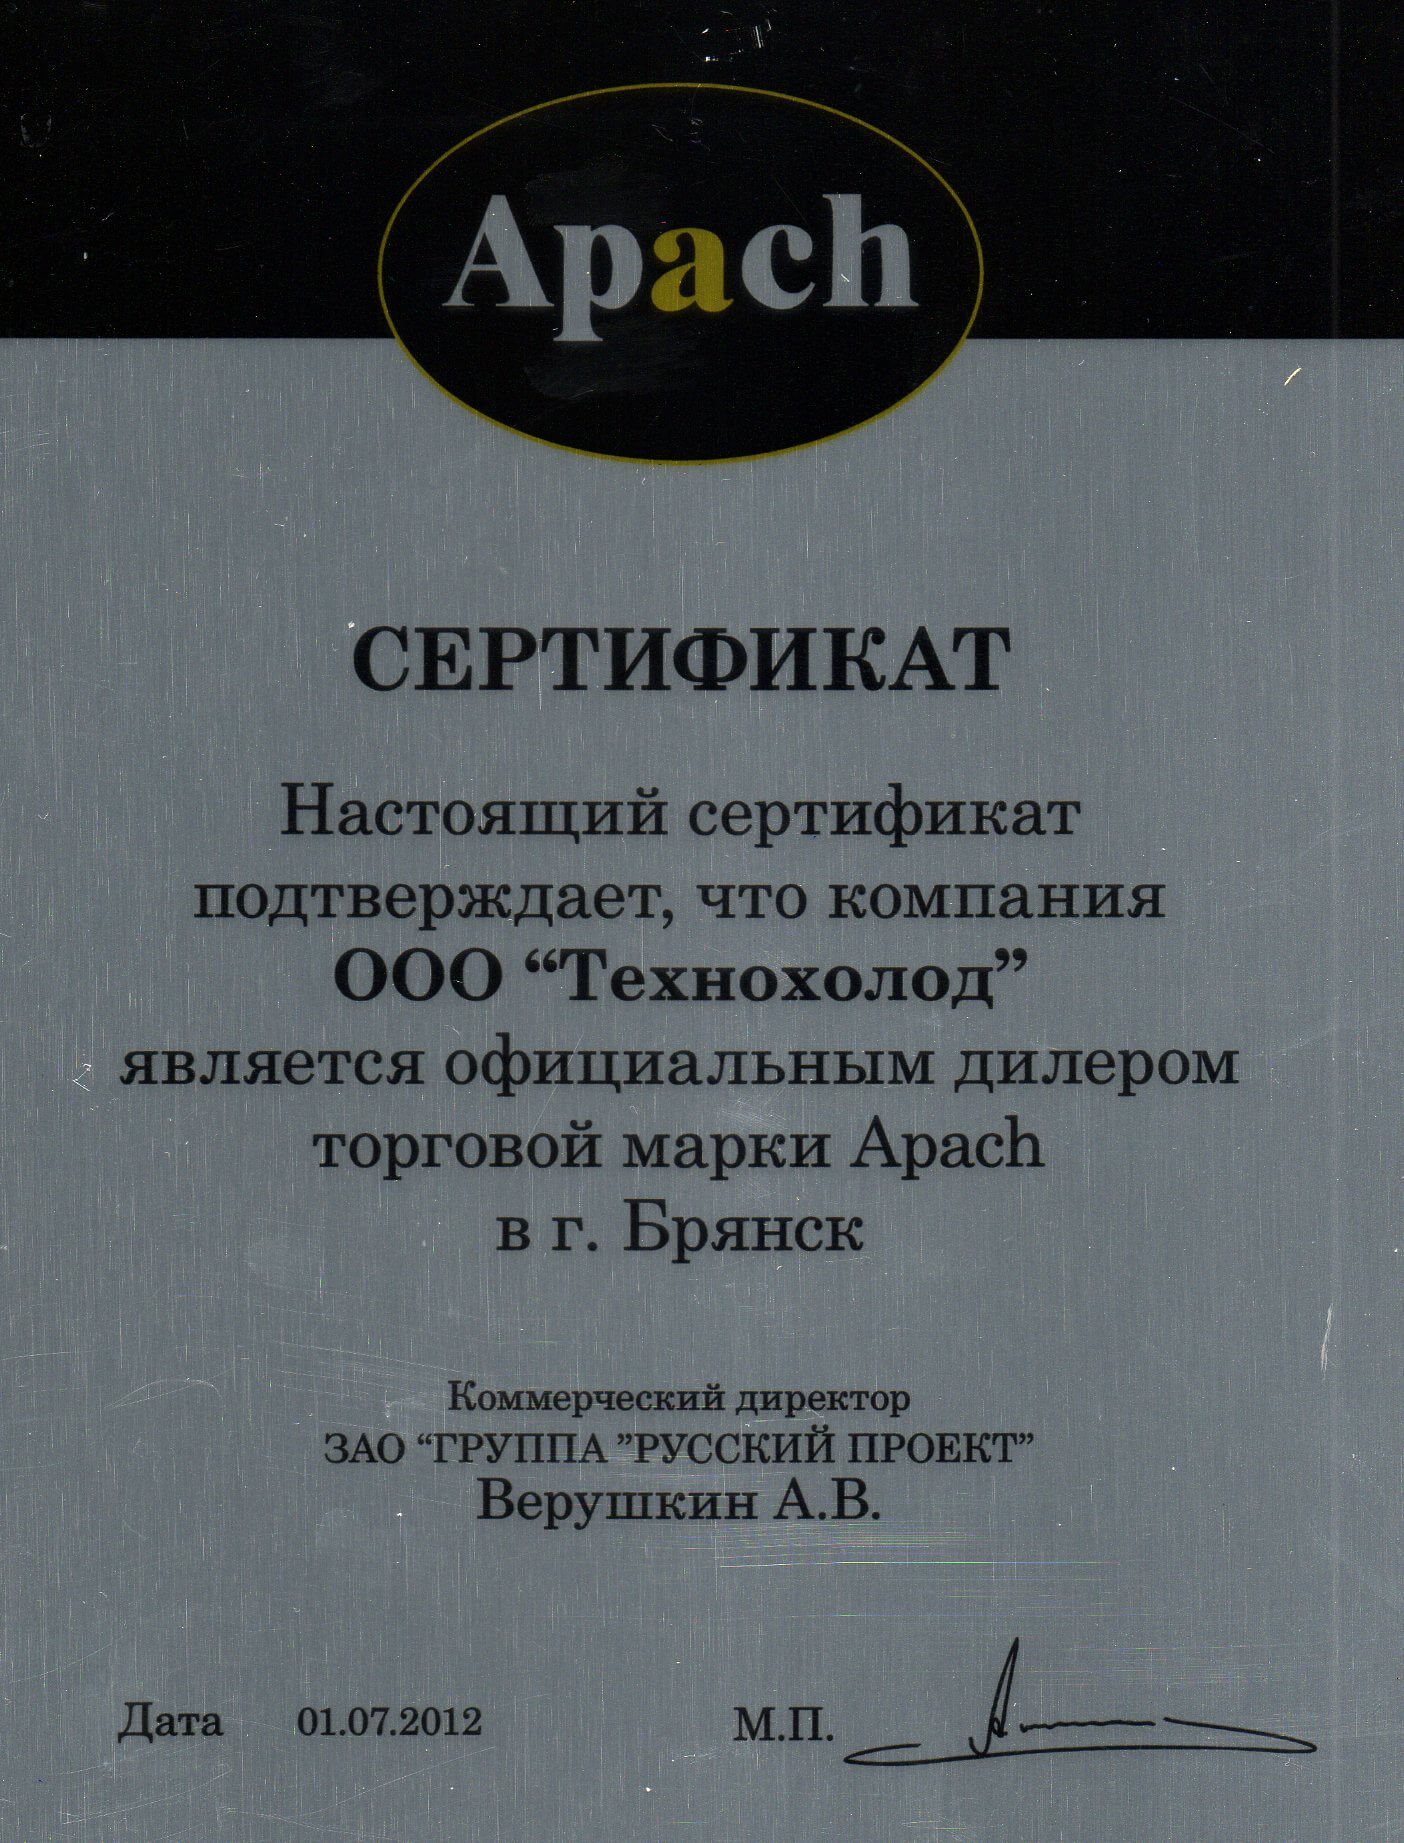 Apach
СЕРТИФИКАТ
Настоящий сертификат
подтверждает, что компания
ООО “Технохолод”
является официальным дилером
торговой марки Apach
в г. Брянск
Коммерческий директор
ЗАО “ГРУППА ”РУССКИЙ ПРОЕКТ”
Верушкин А.В.
Дата 01.07.2012 М.П.